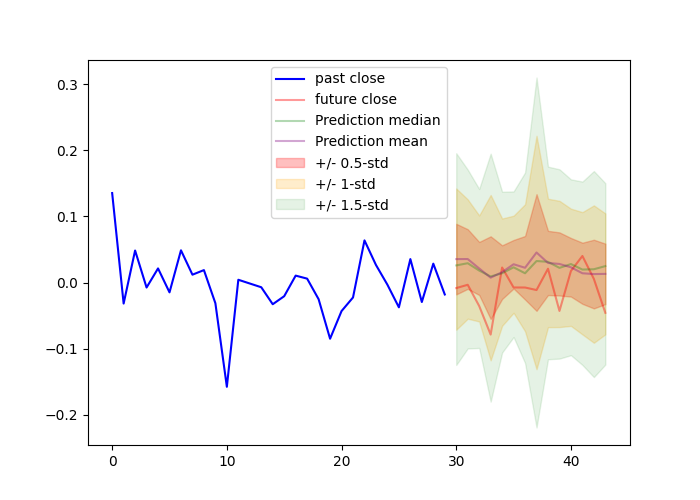 0.3
0.2
0.1
0.0
−0.1
−0.2
past close
future close
Prediction median
Prediction mean
+/- 0.5-std
+/- 1-std
+/- 1.5-std
0 10 20 30 40